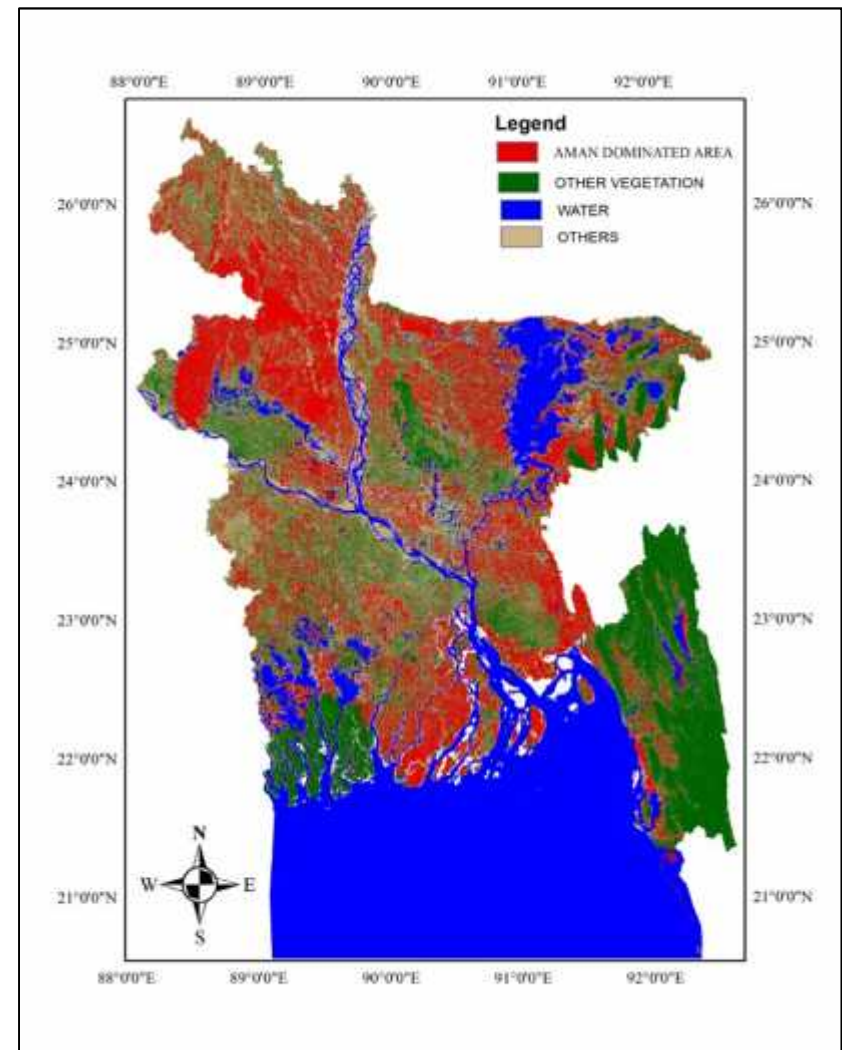 88°0'0"E 89°0'0"E 90°0'0"E 91°0'0"E 92°0'0"E
Legend
AMAN DOMINATED AREA
OTHER VEGETATION
WATER
OTHERS
26°0'0"N 26°0'0"N
25°0'0"N 25°0'0"N
24°0'0"N 24°0'0"N
23°0'0"N 23°0'0"N
22°0'0"N 22°0'0"N
N
W E
S
21°0'0"N 21°0'0"N
88°0'0"E 89°0'0"E 90°0'0"E 91°0'0"E 92°0'0"E